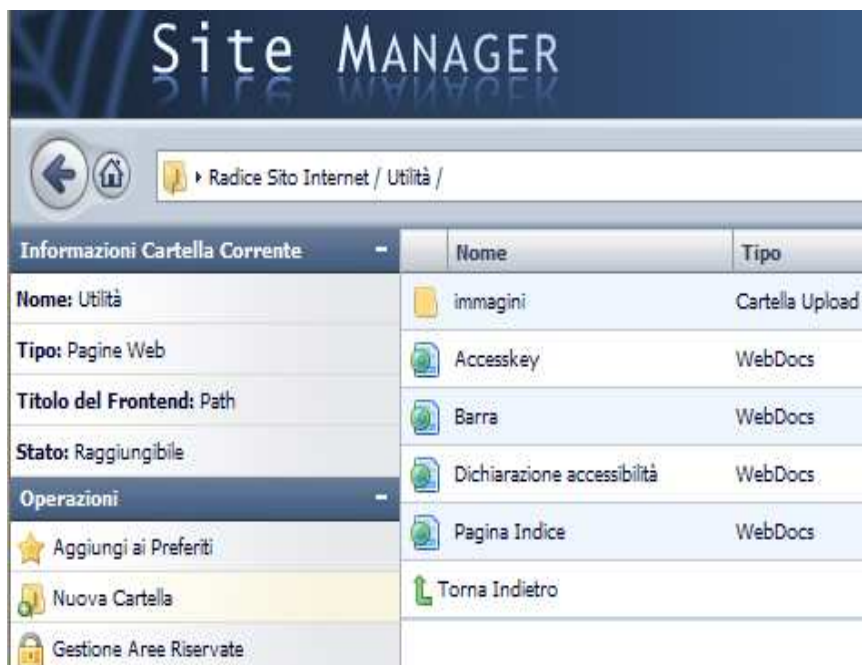 Site MANAGER
Radice Sito Internet / Utilità /
Informazioni Cartella Corrente -
Nome: Utilità
Tipo: Pagine Web
Titolo del Frontend: Path
Stato: Raggiungibile
Operazioni -
Aggiungi ai Preferiti
Nuova Cartella
Gestione Aree Riservate
Nome Tipo
immagini Cartella Upload
Accesskey WebDocs
Barra WebDocs
Dichiarazione accessibilità WebDocs
Pagina Indice WebDocs
Torna Indietro